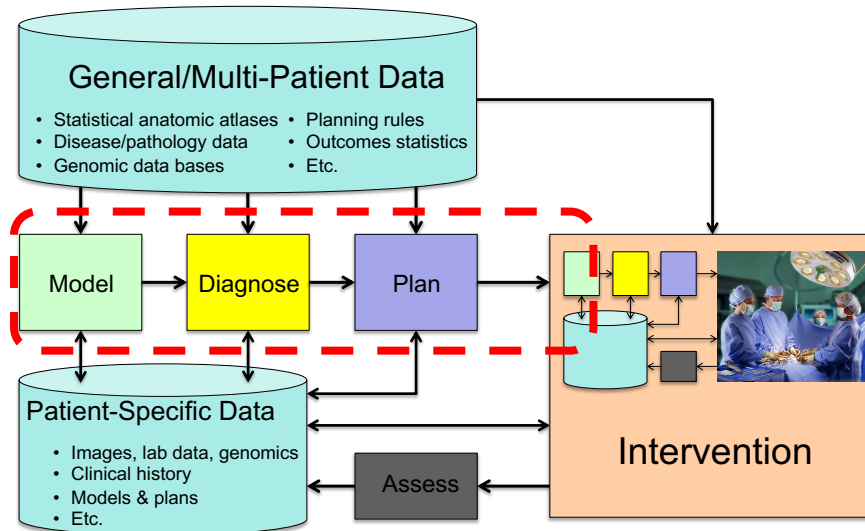 General/Multi-Patient Data
• Statistical anatomic atlases
• Disease/pathology data
• Genomic data bases
• Planning rules
• Outcomes statistics
• Etc.
Model
Diagnose
Plan
Patient-Specific Data
• Images, lab data, genomics
• Clinical history
• Models & plans
• Etc.
Assess
Intervention